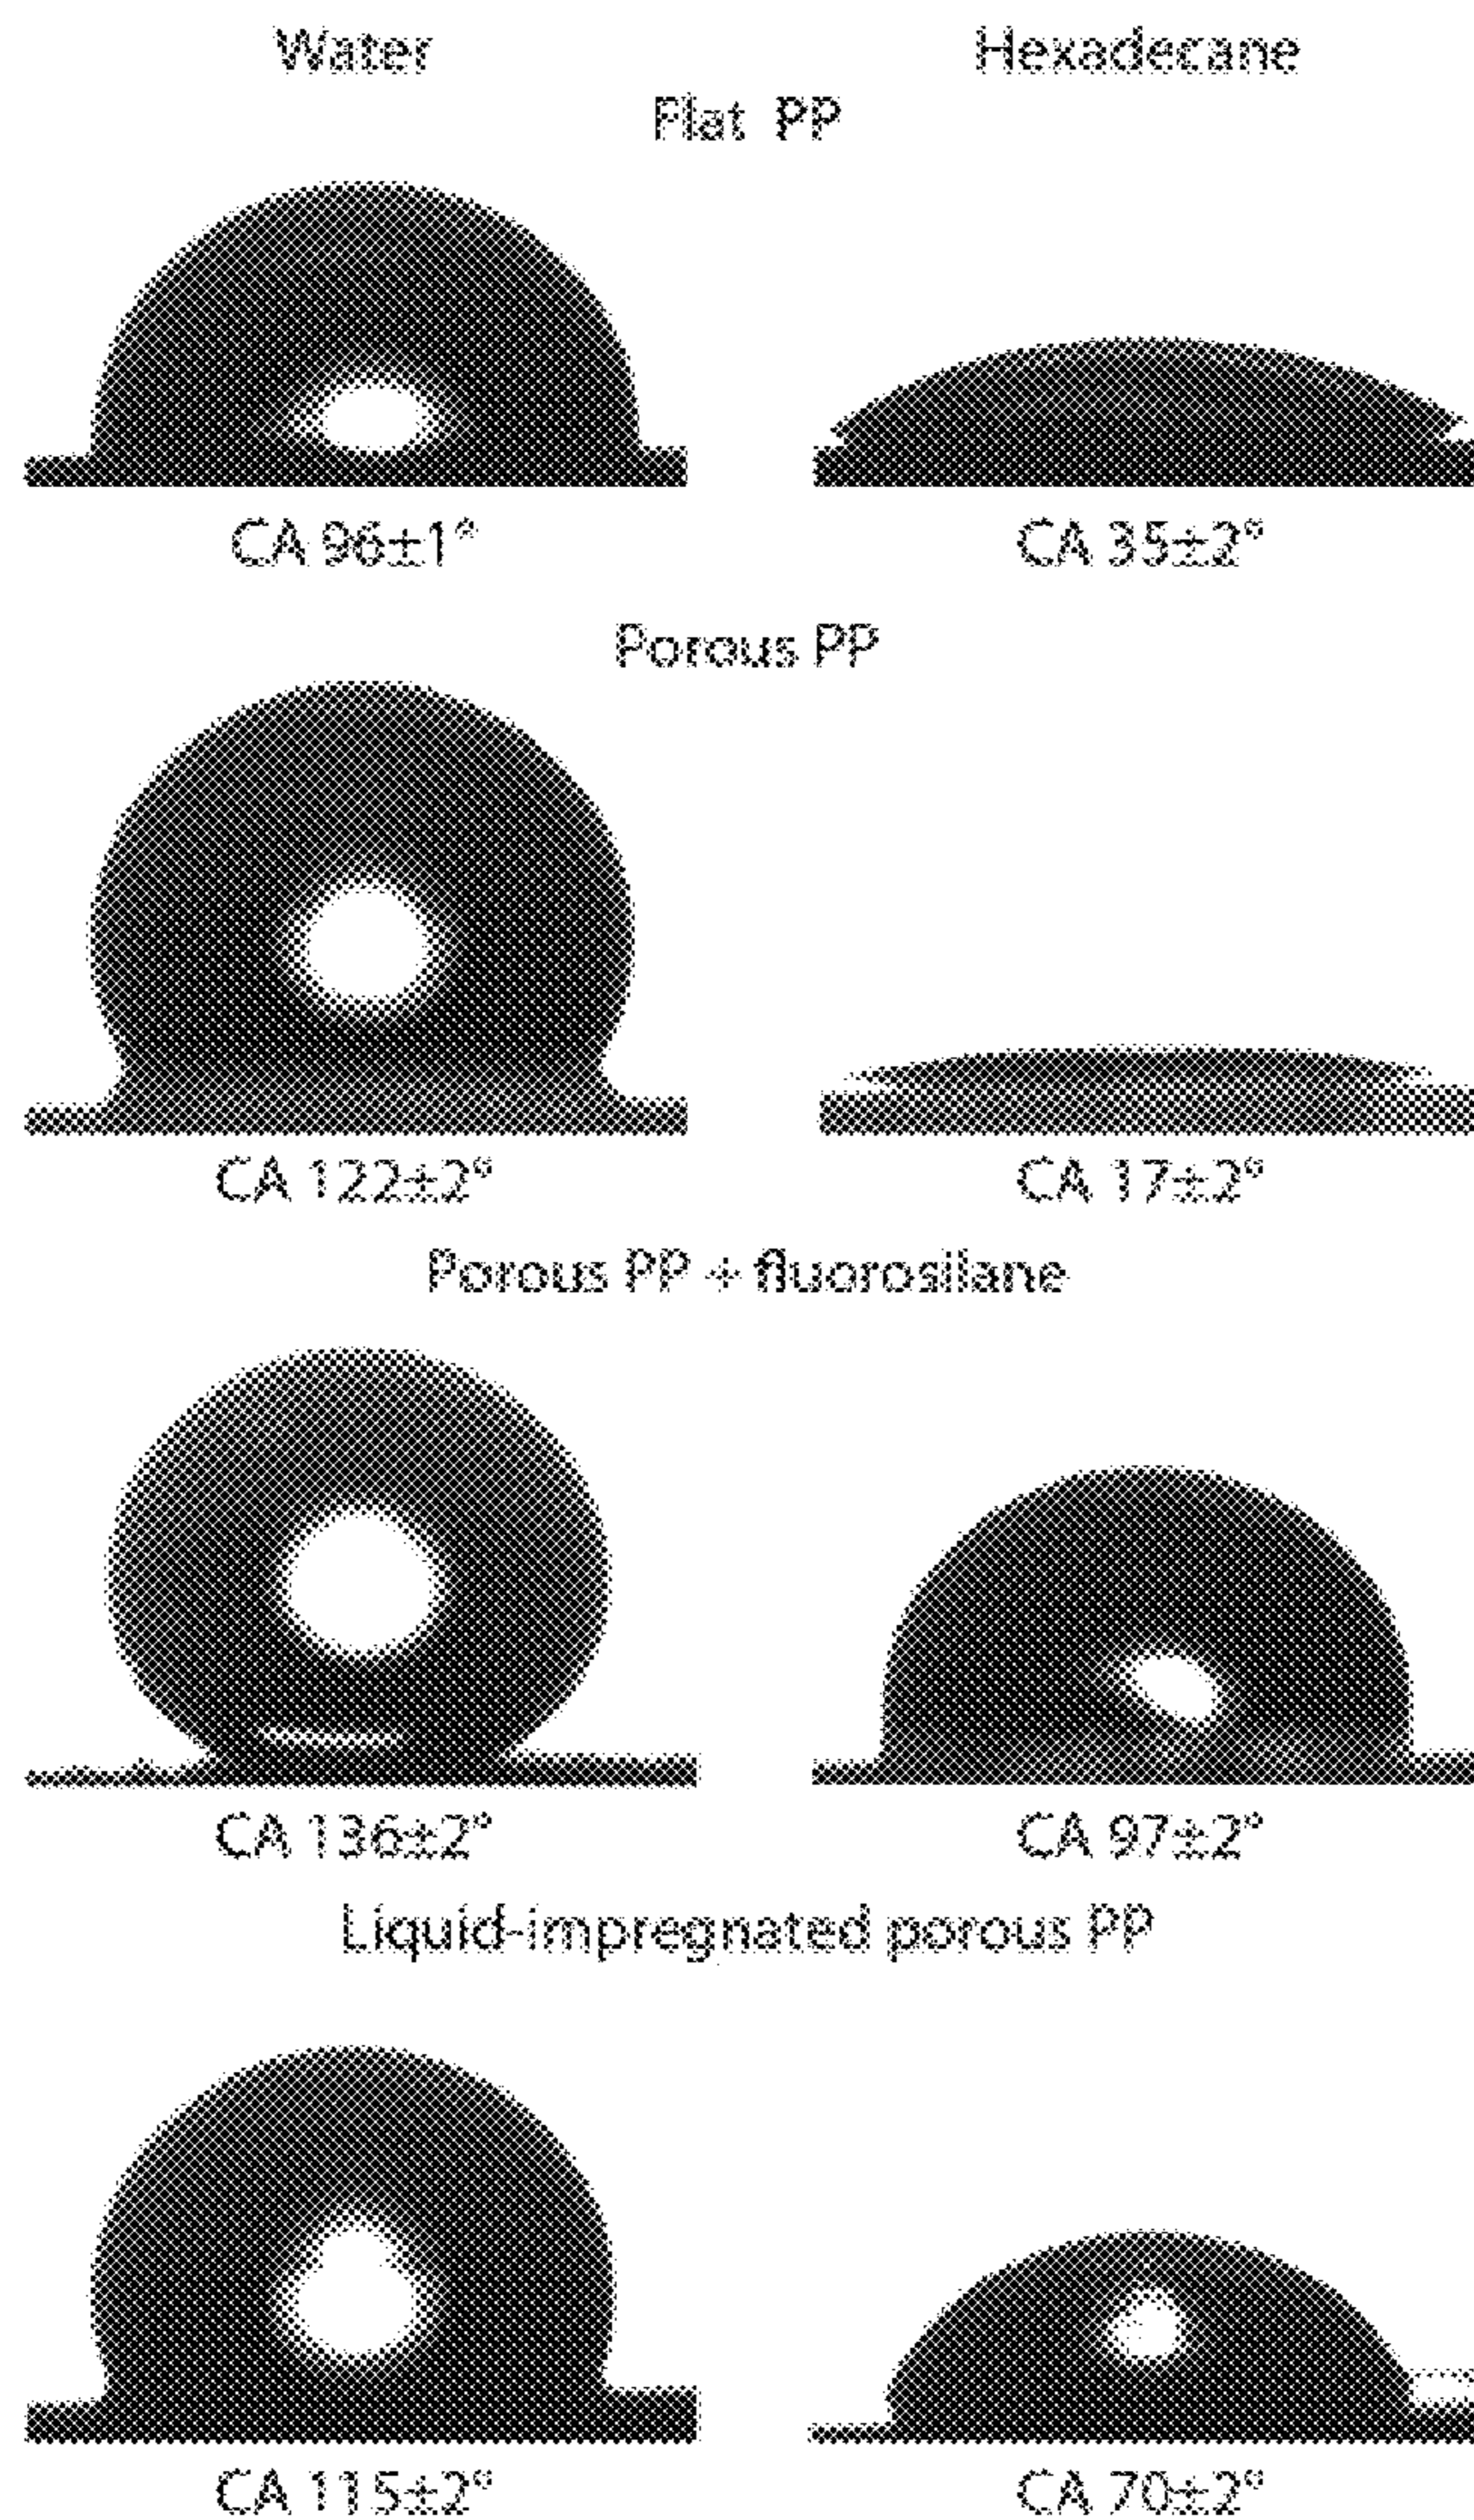 Water Hexadecane
Flat PP
CA 96±1° CA 35±2°
Porous PP
CA 122±2° CA 17±2°
Porous PP + fluorosilane
CA 136±2° CA 97±2°
Liquid-impregnated porous PP
CA 115±2° CA 70±2°